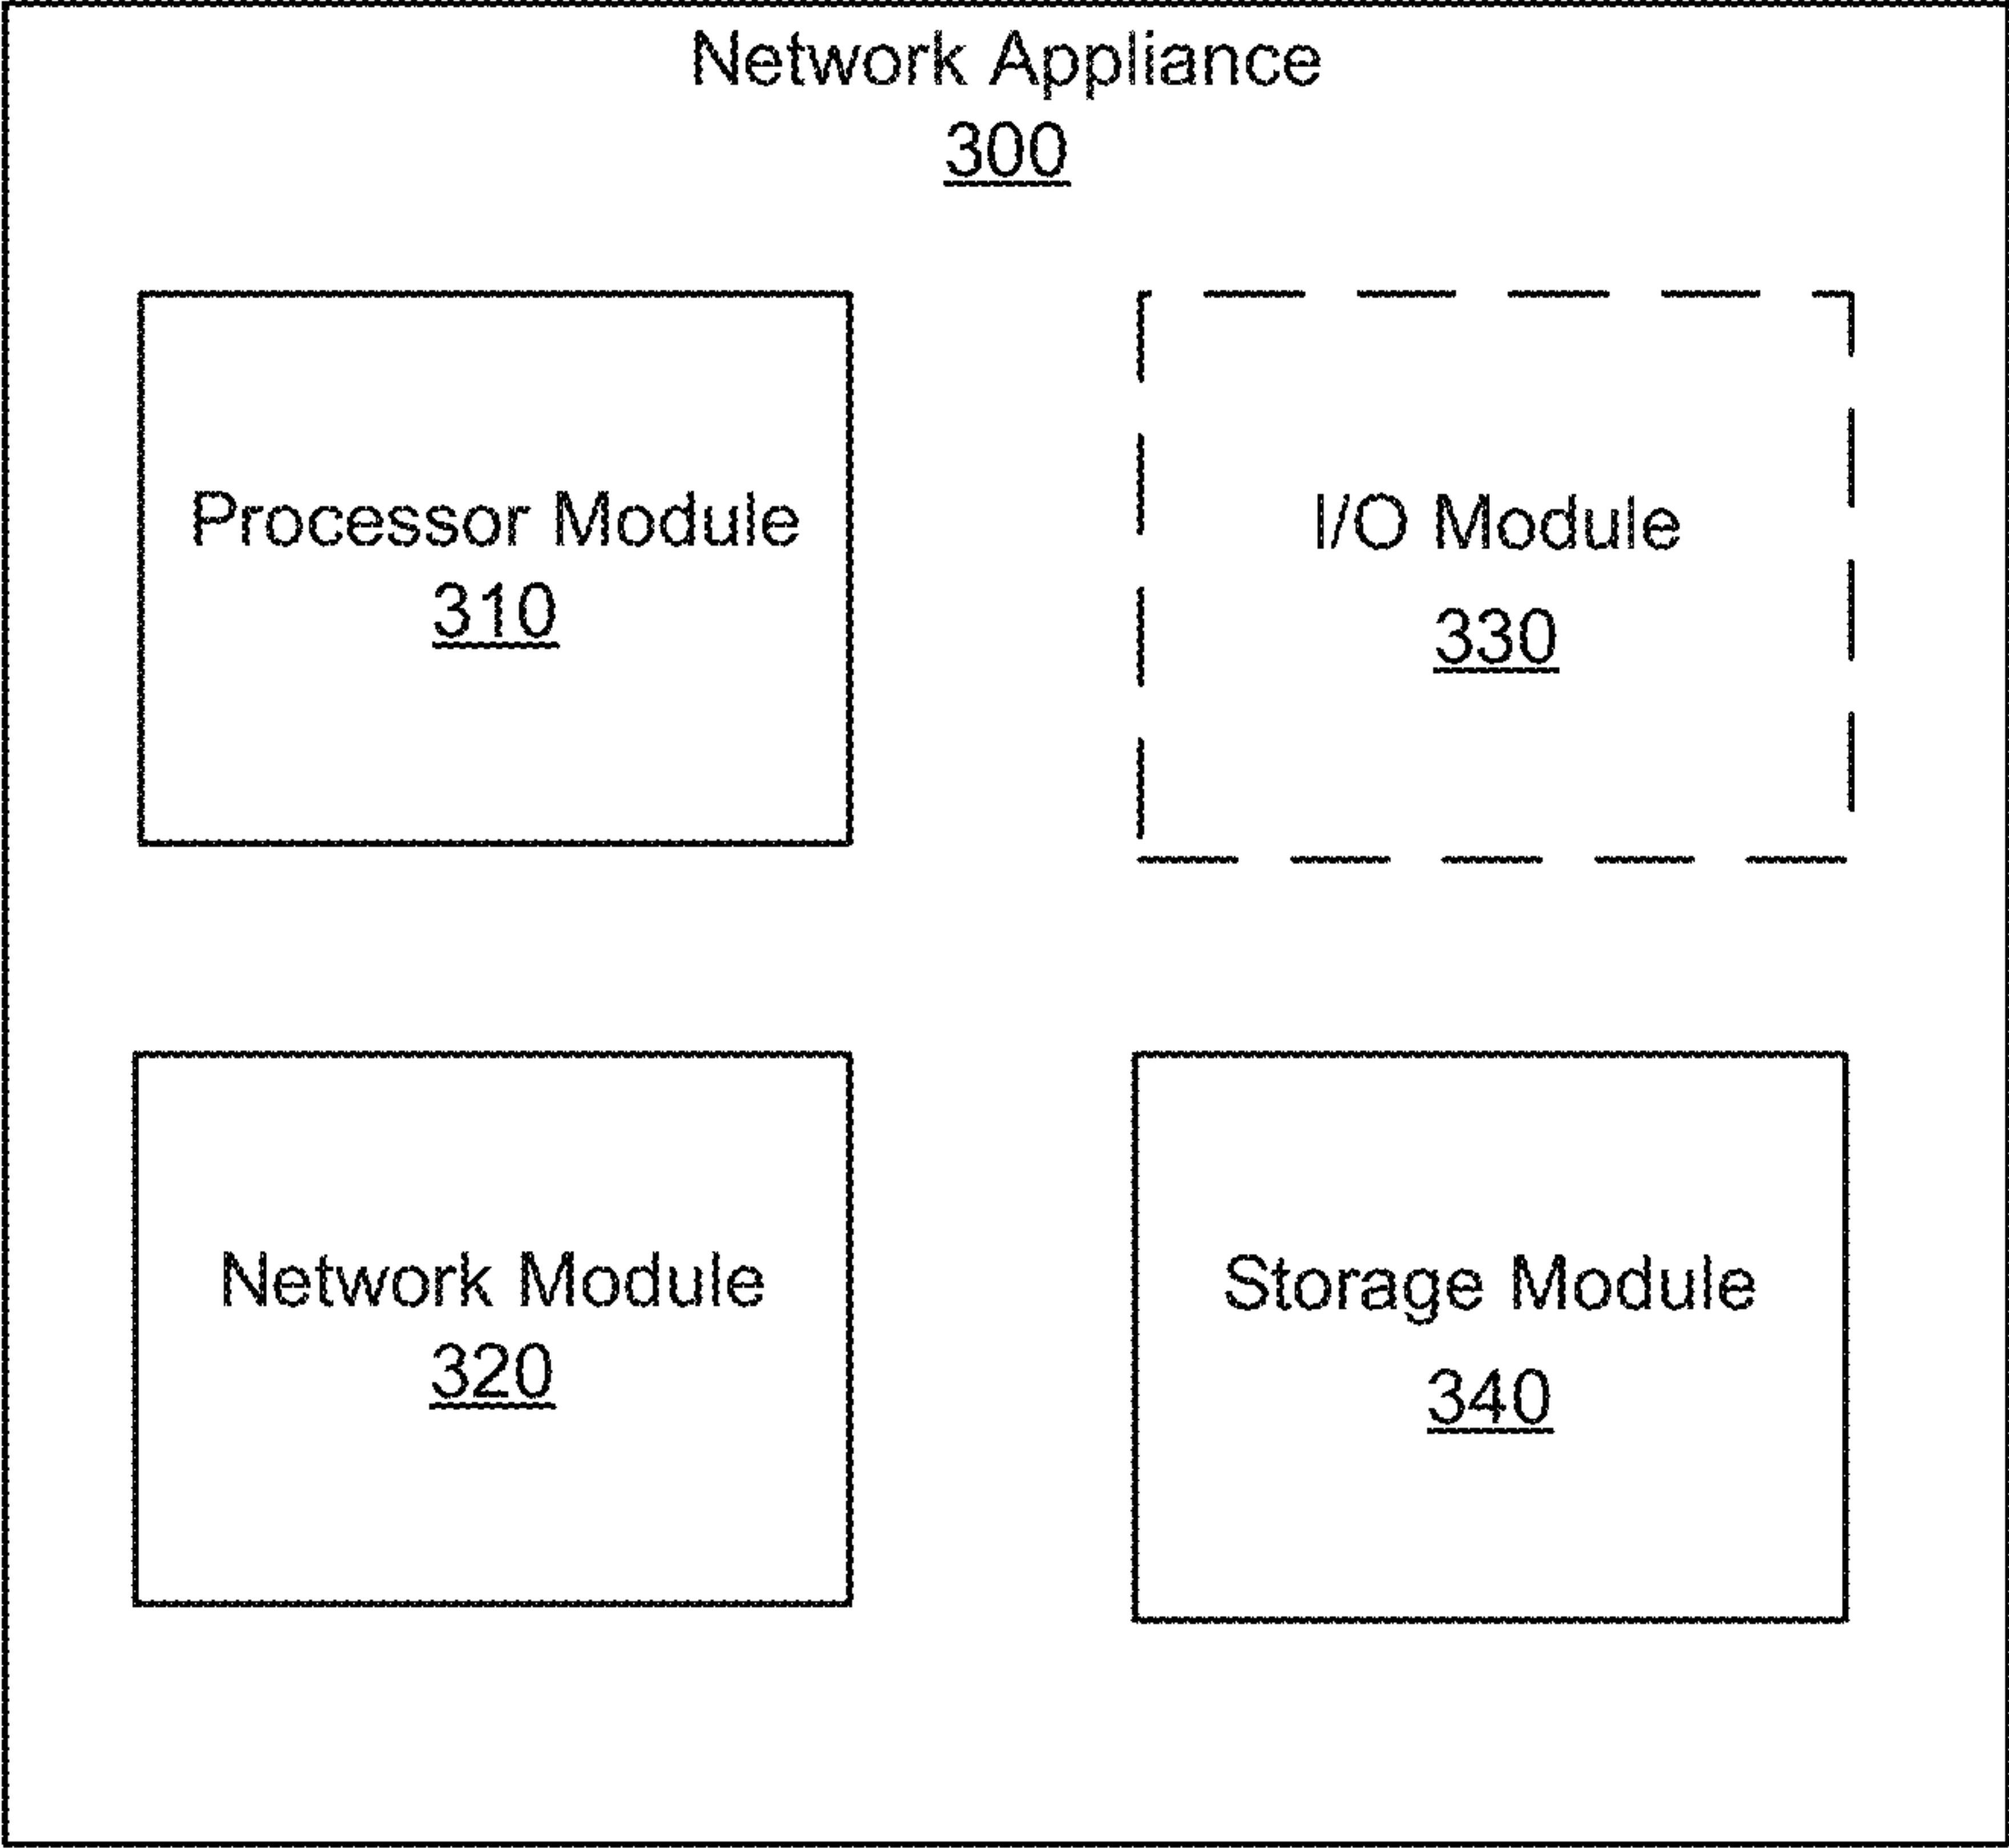 Network Appliance
300
Processor Module
310
I/O Module
330
Network Module
320
Storage Module
340